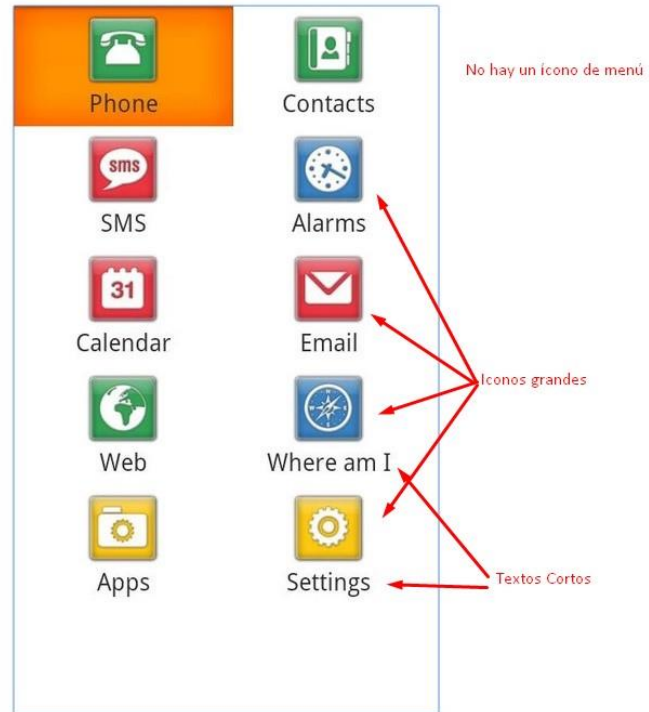 Phone
Contacts
No hay un ícono de menú
sms
SMS
Alarms
31
Calendar
Email
Iconos grandes
Web
Where am I
Apps
Settings
Textos Cortos